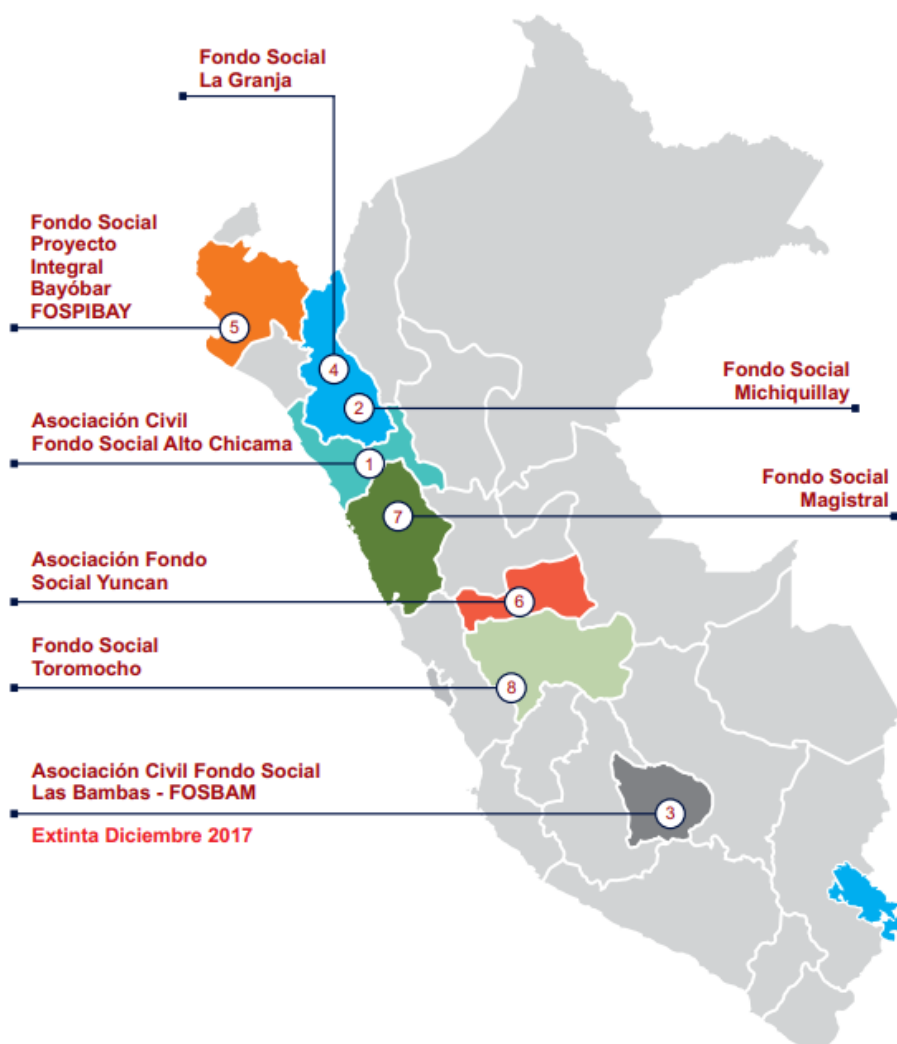 Fondo Social
La Granja
Fondo Social
Proyecto
Integral
Bayóbar
FOSPIBAY
5
4
2
Fondo Social
Michiquillay
Asociación Civil
Fondo Social Alto Chicama
1
Fondo Social
Magistral
7
Asociación Fondo
Social Yuncan
6
Fondo Social
Toromocho
8
Asociación Civil Fondo Social
Las Bambas - FOSBAM
3
Extinta Diciembre 2017